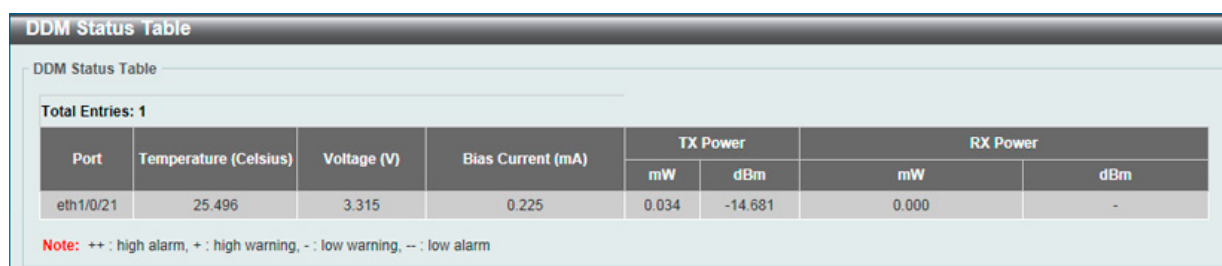 DDM Status Table
DDM Status Table
Total Entries: 1
Port Temperature (Celsius) Voltage (V) Bias Current (mA) TX Power RX Power
mW dBm mW dBm
eth1/0/21 25.496 3.315 0.225 0.034 -14.681 0.000 -
Note: ++ : high alarm, + : high warning, - : low warning, -- : low alarm